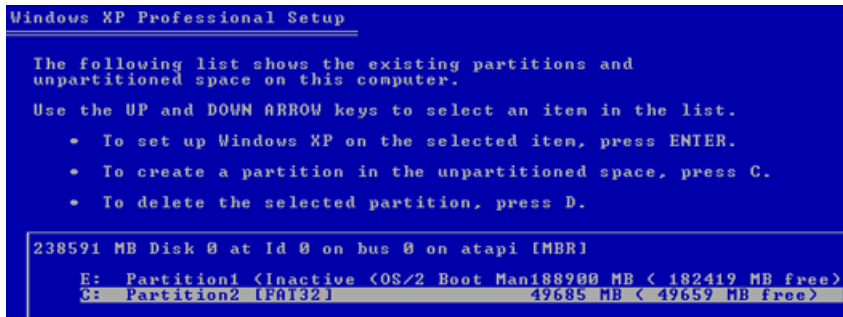 Windows XP Professional Setup
The following list shows the existing partitions and
unpartitioned space on this computer.
Use the UP and DOWN ARROW keys to select an item in the list.
• To set up Windows XP on the selected item, press ENTER.
• To create a partition in the unpartitioned space, press C.
• To delete the selected partition, press D.
238591 MB Disk 0 at Id 0 on bus 0 on atapi [MBR]
E: Partition1 (Inactive (OS/2 Boot Man188900 MB ( 182419 MB free)
C: Partition2 [FAT32] 49685 MB ( 49659 MB free)